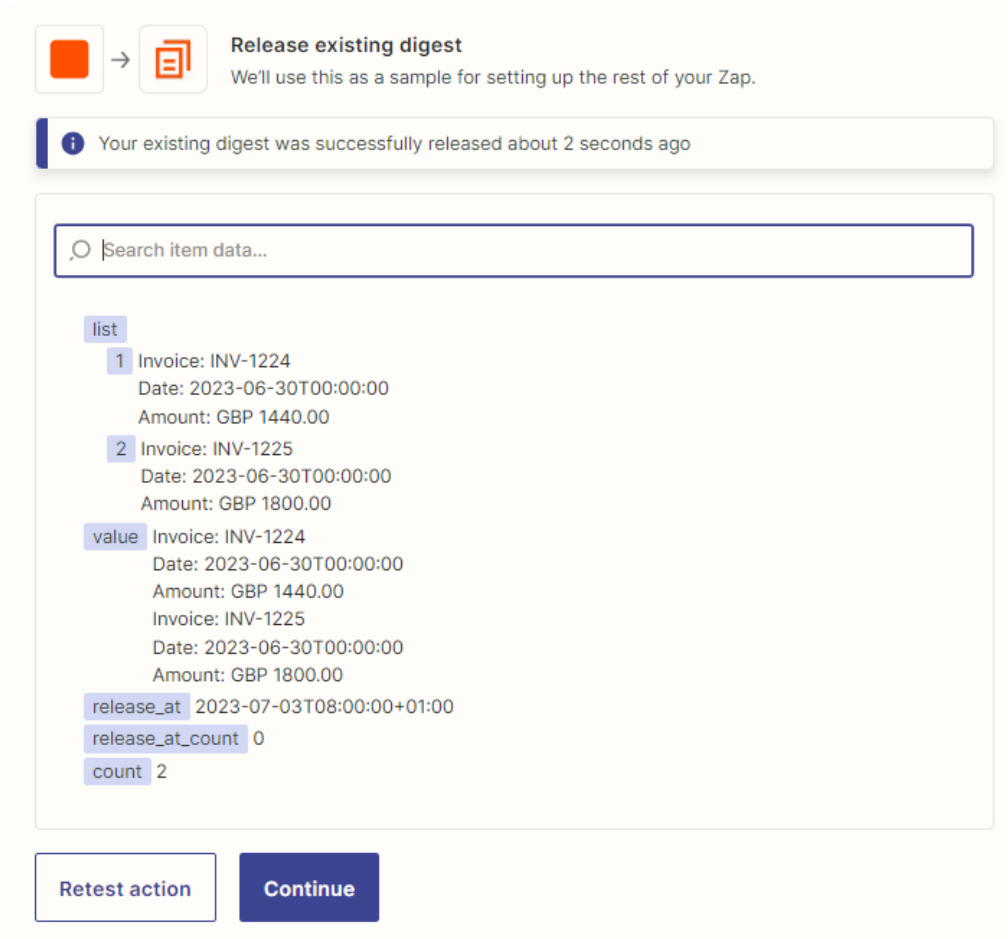 Release existing digest
We'll use this as a sample for setting up the rest of your Zap.
Your existing digest was successfully released about 2 seconds ago
Search item data...
list
1 Invoice: INV-1224
Date: 2023-06-30T00:00:00
Amount: GBP 1440.00
2 Invoice: INV-1225
Date: 2023-06-30T00:00:00
Amount: GBP 1800.00
value Invoice: INV-1224
Date: 2023-06-30T00:00:00
Amount: GBP 1440.00
Invoice: INV-1225
Date: 2023-06-30T00:00:00
Amount: GBP 1800.00
release_at 2023-07-03T08:00:00+01:00
release_at_count 0
count 2
Retest action Continue